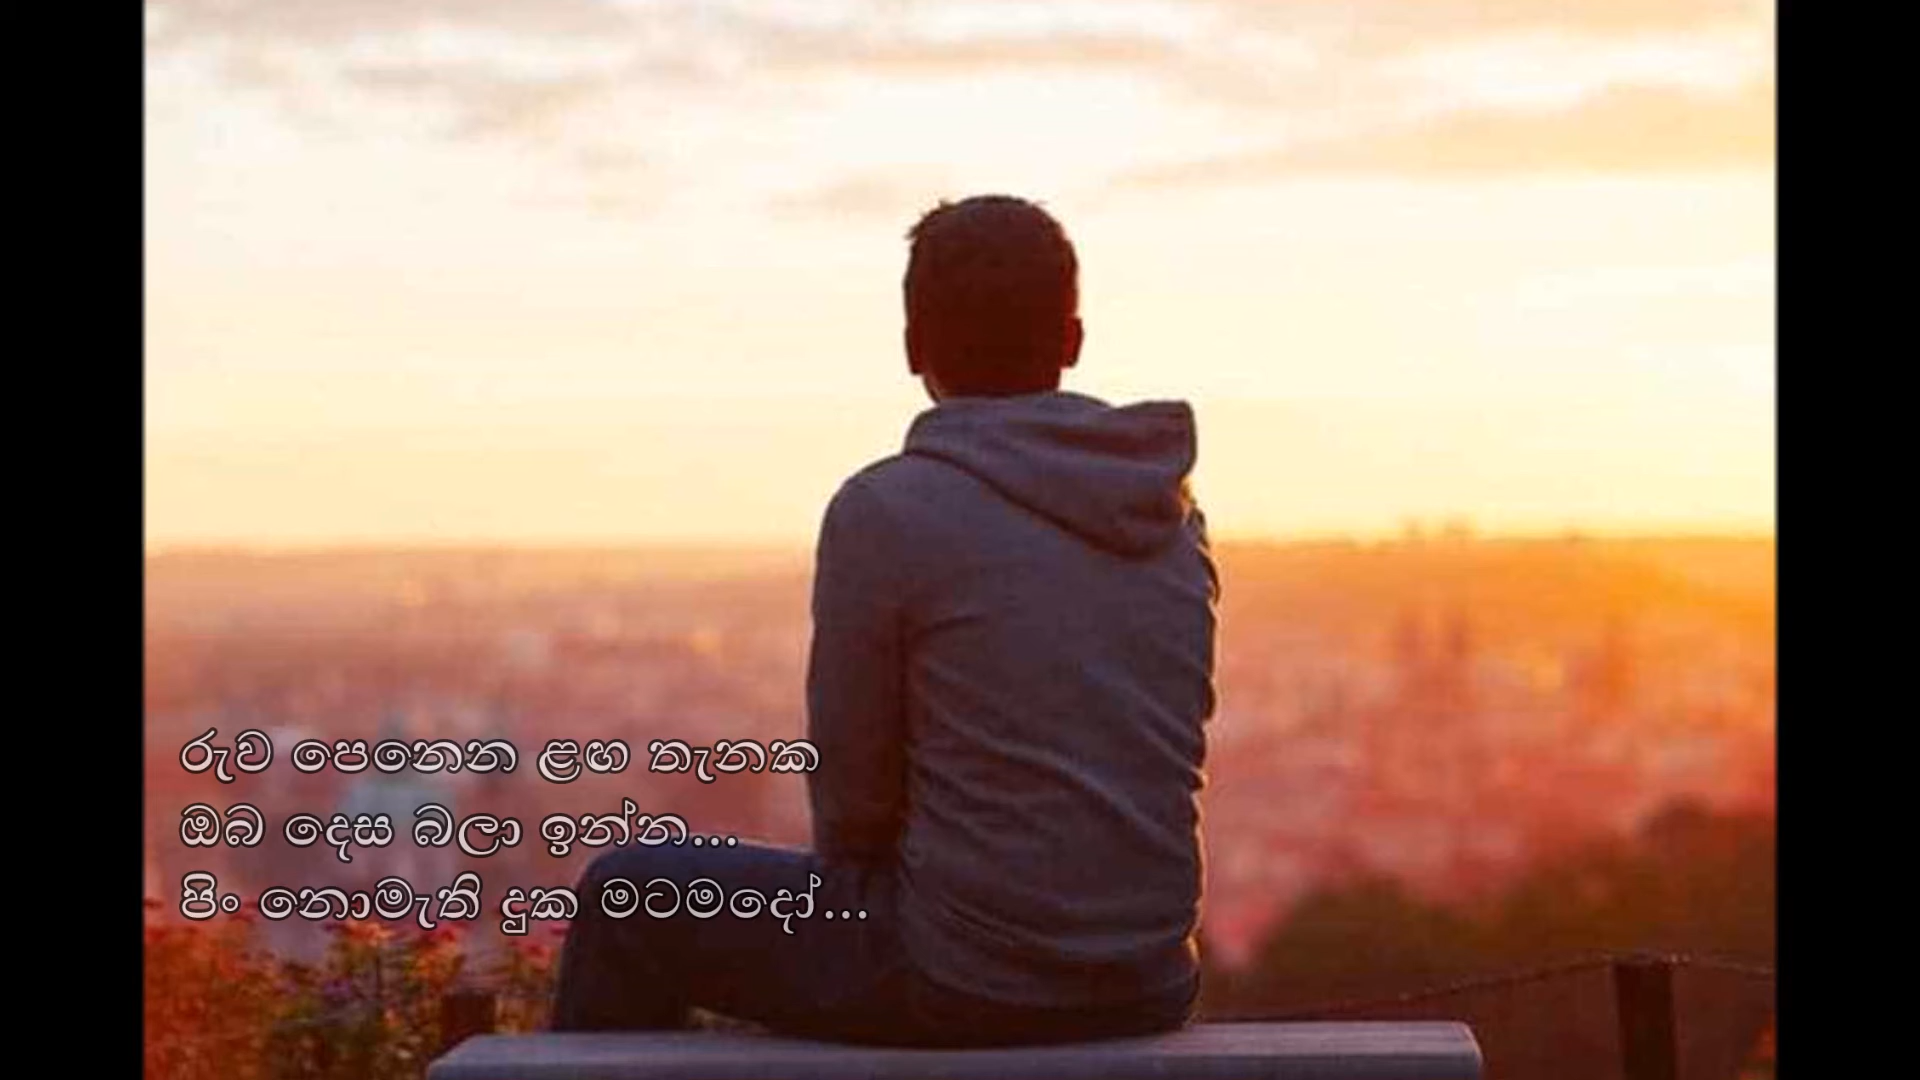 රුව පෙනෙන ළඟ තැනක
ඔබ දෙස බලා ඉන්න...
පිං නොමැති දුක මටමදෝ...